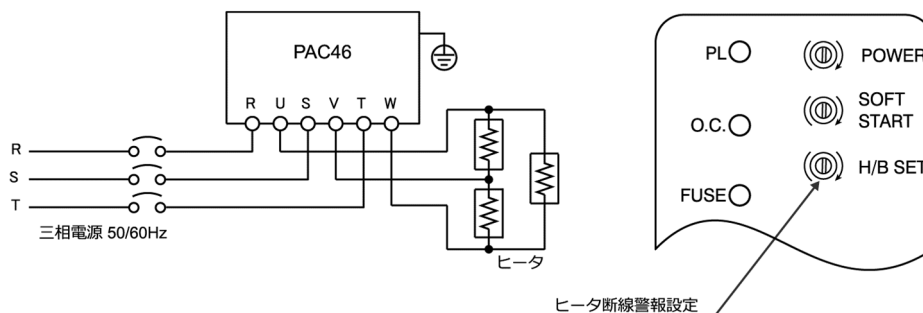 PAC46
R U S V T W
R
S
T
三相電源 50/60Hz
ヒータ
PL
POWER
O.C.
SOFT
START
H/B SET
FUSE
ヒータ断線警報設定